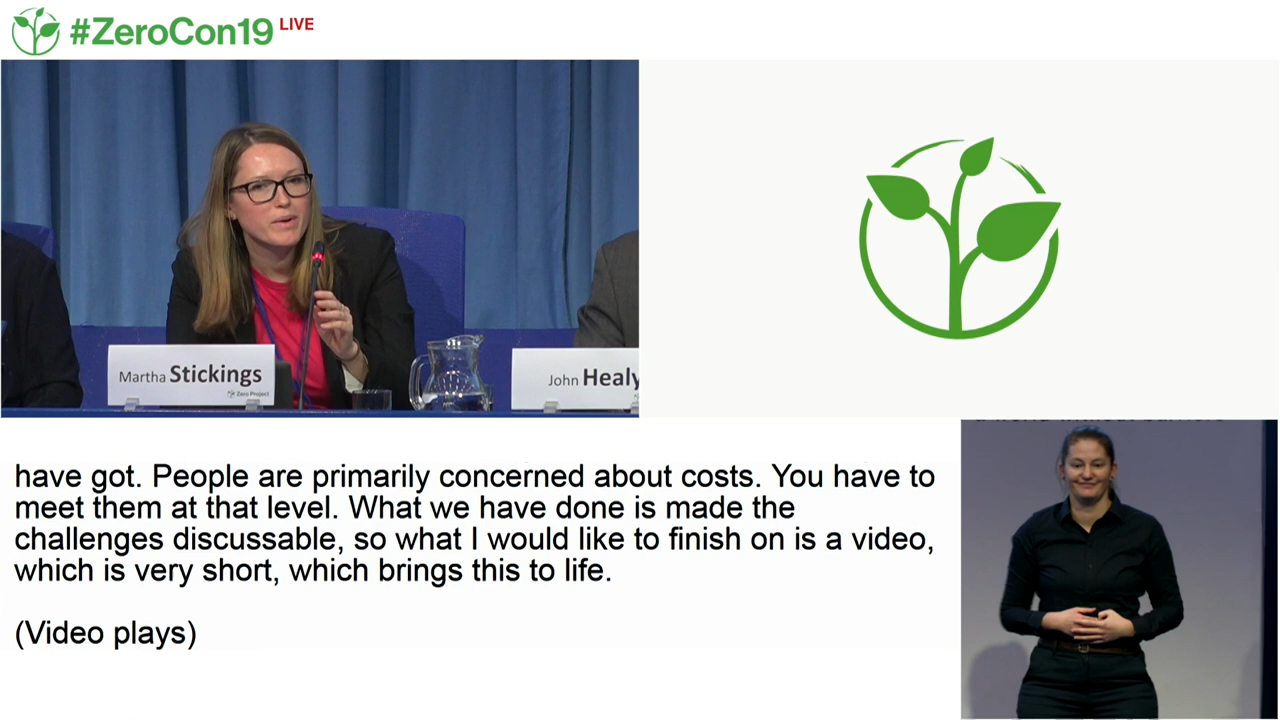 #ZeroCon19 LIVE
Martha Stickings
Zero Project
John Healy
have got. People are primarily concerned about costs. You have to
meet them at that level. What we have done is made the
challenges discussable, so what I would like to finish on is a video,
which is very short, which brings this to life.
(Video plays)